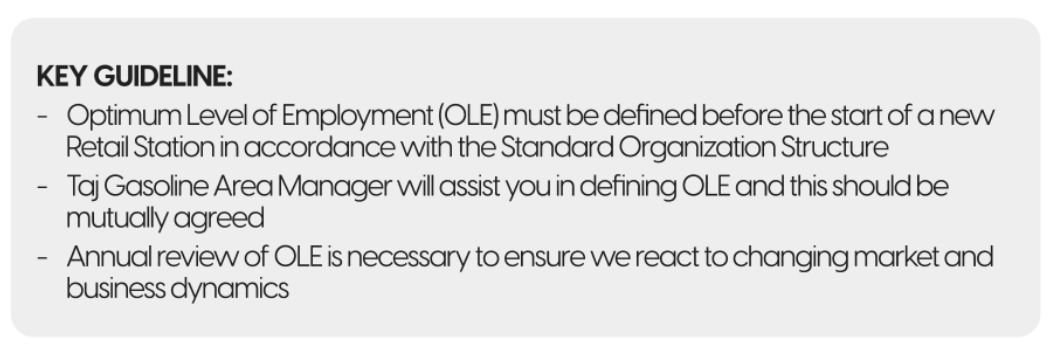 KEY GUIDELINE:
- Optimum Level of Employment (OLE) must be defined before the start of a new
Retail Station in accordance with the Standard Organization Structure
- Taj Gasoline Area Manager will assist you in defining OLE and this should be
mutually agreed
- Annual review of OLE is necessary to ensure we react to changing market and
business dynamics